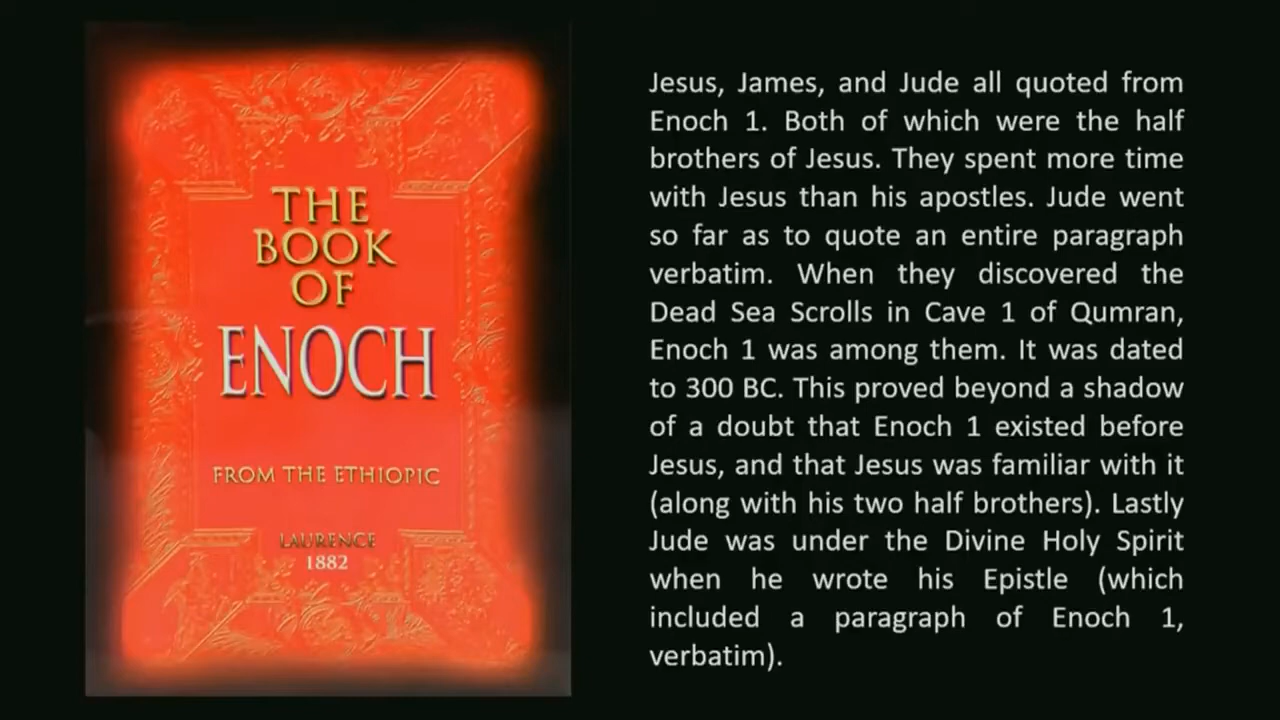 THE
BOOK
OF
ENOCH
FROM THE ETHIOPIC
LAURENCE
1882
Jesus, James, and Jude all quoted from
Enoch 1. Both of which were the half
brothers of Jesus. They spent more time
with Jesus than his apostles. Jude went
so far as to quote an entire paragraph
verbatim. When they discovered the
Dead Sea Scrolls in Cave 1 of Qumran,
Enoch 1 was among them. It was dated
to 300 BC. This proved beyond a shadow
of a doubt that Enoch 1 existed before
Jesus, and that Jesus was familiar with it
(along with his two half brothers). Lastly
Jude was under the Divine Holy Spirit
when he wrote his Epistle (which
included a paragraph of Enoch 1,
verbatim).